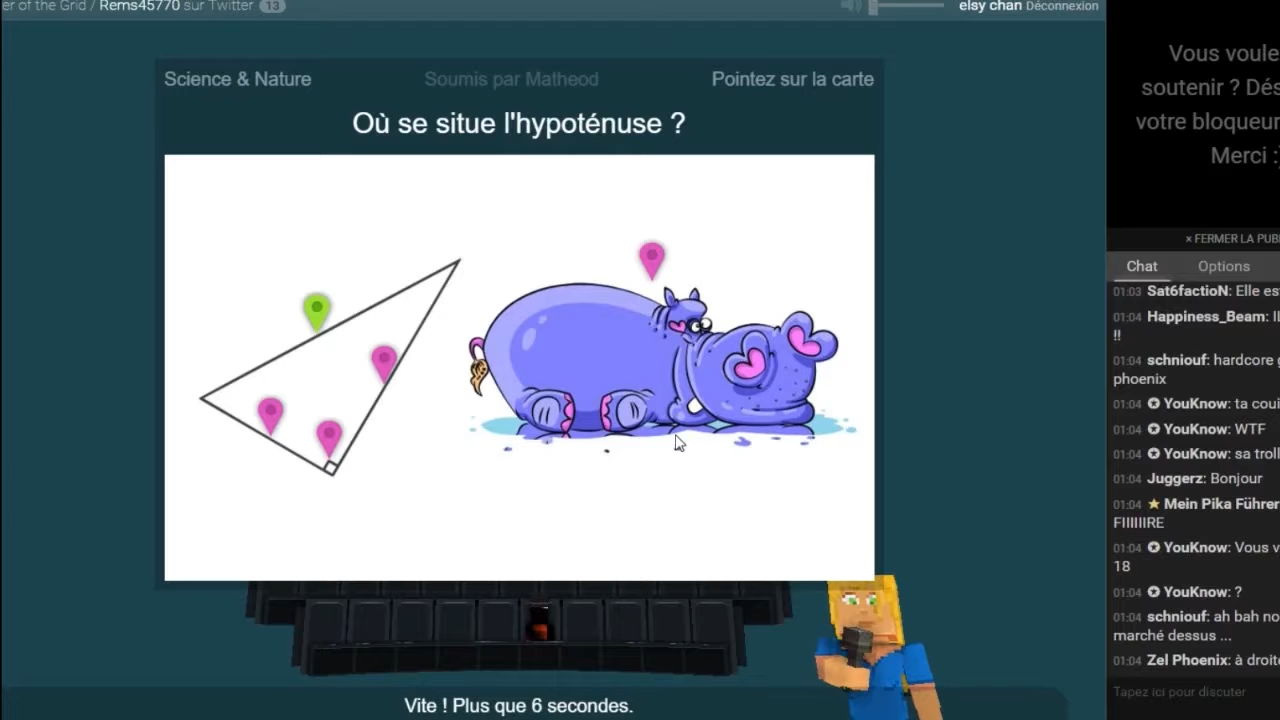 er of the Grid / Rems45770 sur Twitter 13
elsy chan Déconnexion
Science & Nature
Soumis par Matheod
Pointez sur la carte
Où se situe l'hypoténuse ?
Vite ! Plus que 6 secondes.
Vous voule
soutenir ? Dés
votre bloqueur
Merci :
× FERMER LA PUB
Chat
Options
01:03 Sat6factioN: Elle es
01:04 Happiness_Beam: Il
!!
01:04 schniouf: hardcore g
phoenix
01:04 YouKnow: ta coui
01:04 YouKnow: WTF
01:04 YouKnow: sa troll
01:04 Juggerz: Bonjour
01:04 Mein Pika Führer
FIIIIIIRE
01:04 YouKnow: Vous v
18
01:04 YouKnow: ?
01:04 schniouf: ah bah no
marché dessus ...
01:04 Zel Phoenix: à droite
Tapez ici pour discuter